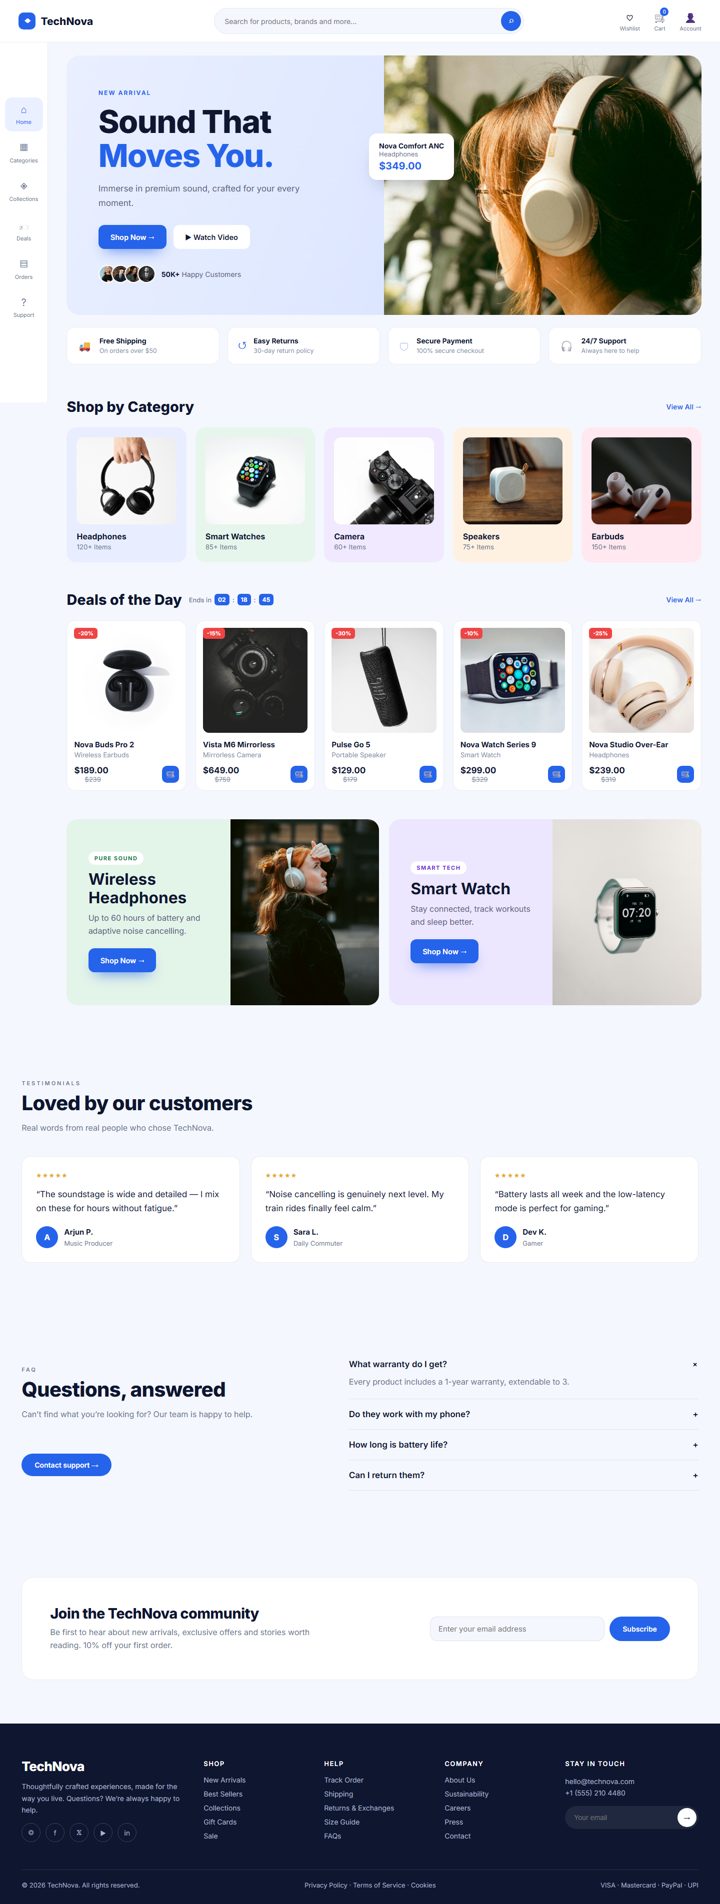 TechNova
Search for products, brands and more...
Wishlist
0
Cart
Account
Home
Categories
Collections
Deals
Orders
Support
NEW ARRIVAL
Sound That
Moves You.
Immerse in premium sound, crafted for your every
moment.
Shop Now →
▶ Watch Video
50K+ Happy Customers
Nova Comfort ANC
Headphones
$349.00
Free Shipping
On orders over $50
Easy Returns
30-day return policy
Secure Payment
100% secure checkout
24/7 Support
Always here to help
Shop by Category
View All →
Headphones
120+ Items
Smart Watches
85+ Items
Camera
60+ Items
Speakers
75+ Items
Earbuds
150+ Items
Deals of the Day
Ends in 02 : 18 : 45
View All →
-20%
Nova Buds Pro 2
Wireless Earbuds
$189.00
$239
-15%
Vista M6 Mirrorless
Mirrorless Camera
$649.00
$759
-30%
Pulse Go 5
Portable Speaker
$129.00
$179
-10%
Nova Watch Series 9
Smart Watch
$299.00
$329
-25%
Nova Studio Over-Ear
Headphones
$239.00
$319
PURE SOUND
Wireless
Headphones
Up to 60 hours of battery and
adaptive noise cancelling.
Shop Now →
SMART TECH
Smart Watch
Stay connected, track workouts
and sleep better.
Shop Now →
07:20
TESTIMONIALS
Loved by our customers
Real words from real people who chose TechNova.
★★★★★
“The soundstage is wide and detailed — I mix
on these for hours without fatigue.”
A
Arjun P.
Music Producer
★★★★★
“Noise cancelling is genuinely next level. My
train rides finally feel calm.”
S
Sara L.
Daily Commuter
★★★★★
“Battery lasts all week and the low-latency
mode is perfect for gaming.”
D
Dev K.
Gamer
FAQ
Questions, answered
Can’t find what you’re looking for? Our team is happy to help.
Contact support →
What warranty do I get? ×
Every product includes a 1-year warranty, extendable to 3.
Do they work with my phone? +
How long is battery life? +
Can I return them? +
Join the TechNova community
Be first to hear about new arrivals, exclusive offers and stories worth
reading. 10% off your first order.
Enter your email address
Subscribe
TechNova
Thoughtfully crafted experiences, made for the
way you live. Questions? We’re always happy to
help.
f
𝕏
▶
in
SHOP
New Arrivals
Best Sellers
Collections
Gift Cards
Sale
HELP
Track Order
Shipping
Returns & Exchanges
Size Guide
FAQs
COMPANY
About Us
Sustainability
Careers
Press
Contact
STAY IN TOUCH
hello@technova.com
+1 (555) 210 4480
Your email
→
© 2026 TechNova. All rights reserved.
Privacy Policy · Terms of Service · Cookies
VISA · Mastercard · PayPal · UPI